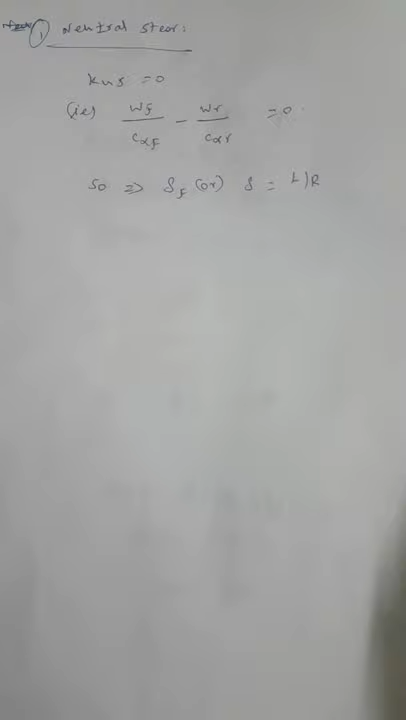 ① Neutral Steer:
Kus = 0
(ie) Wf/Cαf - Wr/Cαr = 0
So => δf (or) δ = L/R